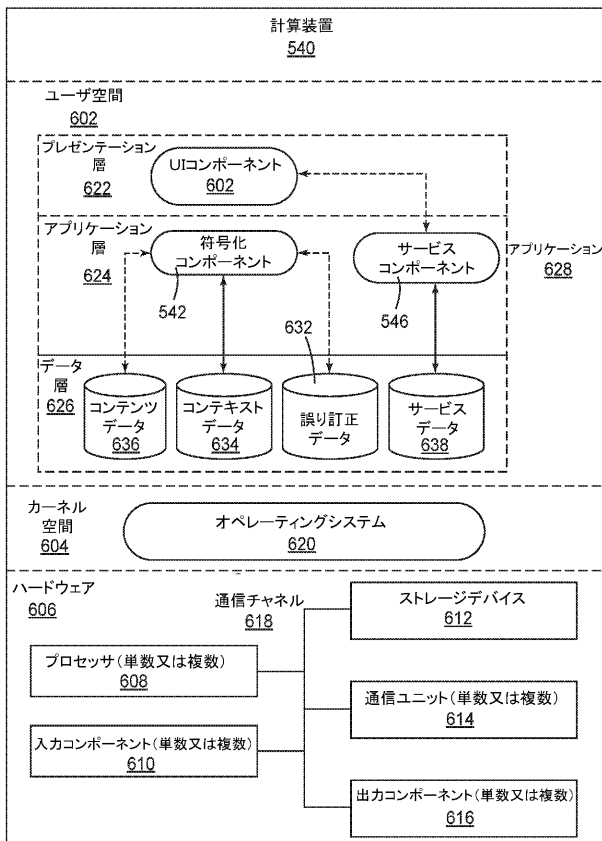 計算装置
540
ユーザ空間
602
プレゼンテーション
層
622
UIコンポーネント
602
アプリケーション
層
624
符号化
コンポーネント
542
サービス
コンポーネント
546
アプリケーション
628
632
データ
層
626
コンテンツ
データ
636
コンテキスト
データ
634
誤り訂正
データ
サービス
データ
638
カーネル
空間
604
オペレーティングシステム
620
ハードウェア
606
通信チャネル
618
ストレージデバイス
612
プロセッサ(単数又は複数)
608
通信ユニット(単数又は複数)
614
入力コンポーネント(単数又は複数)
610
出力コンポーネント(単数又は複数)
616